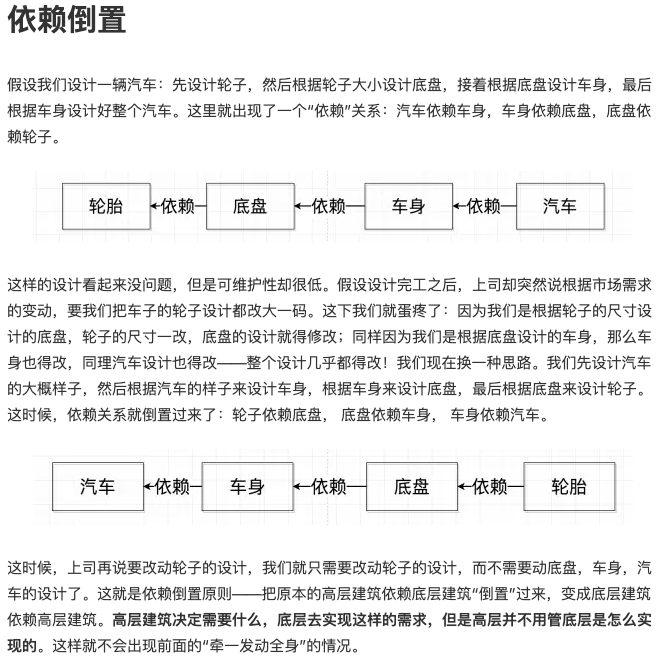 依赖倒置
假设我们设计一辆汽车：先设计轮子，然后根据轮子大小设计底盘，接着根据底盘设计车身，最后
根据车身设计好整个汽车。这里就出现了一个“依赖”关系：汽车依赖车身，车身依赖底盘，底盘依
赖轮子。
轮胎 依赖 底盘 依赖 车身 依赖 汽车
这样的设计看起来没问题，但是可维护性却很低。假设设计完工之后，上司却突然说根据市场需求
的变动，要我们把车子的轮子设计都改大一码。这下我们就蛋疼了：因为我们是根据轮子的尺寸设
计的底盘，轮子的尺寸一改，底盘的设计就得修改；同样因为我们是根据底盘设计的车身，那么车
身也得改，同理汽车设计也得改——整个设计几乎都得改！我们现在换一种思路。我们先设计汽车
的大概样子，然后根据汽车的样子来设计车身，根据车身来设计底盘，最后根据底盘来设计轮子。
这时候，依赖关系就倒置过来了：轮子依赖底盘， 底盘依赖车身， 车身依赖汽车。
汽车 依赖 车身 依赖 底盘 依赖 轮胎
这时候，上司再说要改动轮子的设计，我们就只需要改动轮子的设计，而不需要动底盘，车身，汽
车的设计了。这就是依赖倒置原则——把原本的高层建筑依赖底层建筑“倒置”过来，变成底层建筑
依赖高层建筑。高层建筑决定需要什么，底层去实现这样的需求，但是高层并不用管底层是怎么实
现的。这样就不会出现前面的“牵一发动全身”的情况。